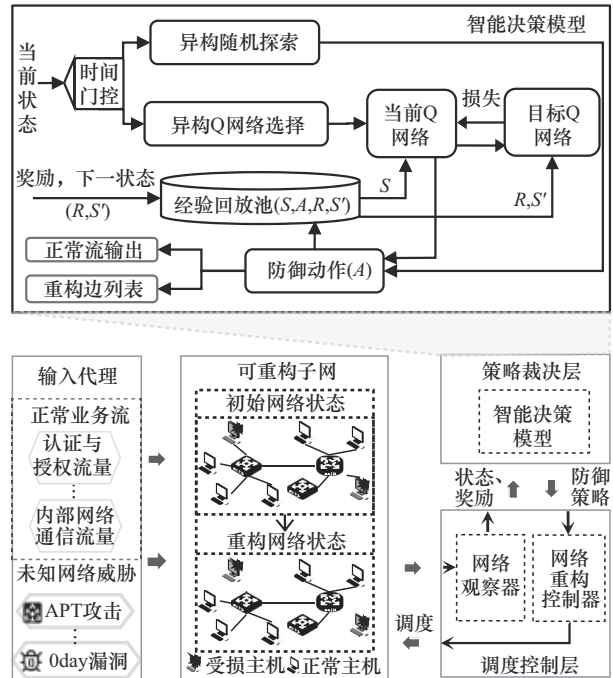 智能决策模型
当前状态
时间
门控
异构随机探索
异构Q网络选择
当前Q
网络
损失
目标Q
网络
奖励，下一状态
(R,S′)
经验回放池(S,A,R,S′)
S
R,S′
正常流输出
重构边列表
防御动作(A)
输入代理
正常业务流
认证与
授权流量
⋮
内部网络
通信流量
未知网络威胁
APT攻击
⋮
0day漏洞
可重构子网
初始网络状态
重构网络状态
受损主机 正常主机
策略裁决层
智能决策
模型
状态、
奖励
防御
策略
网络
观察器
网络
重构
控制器
调度
调度控制层